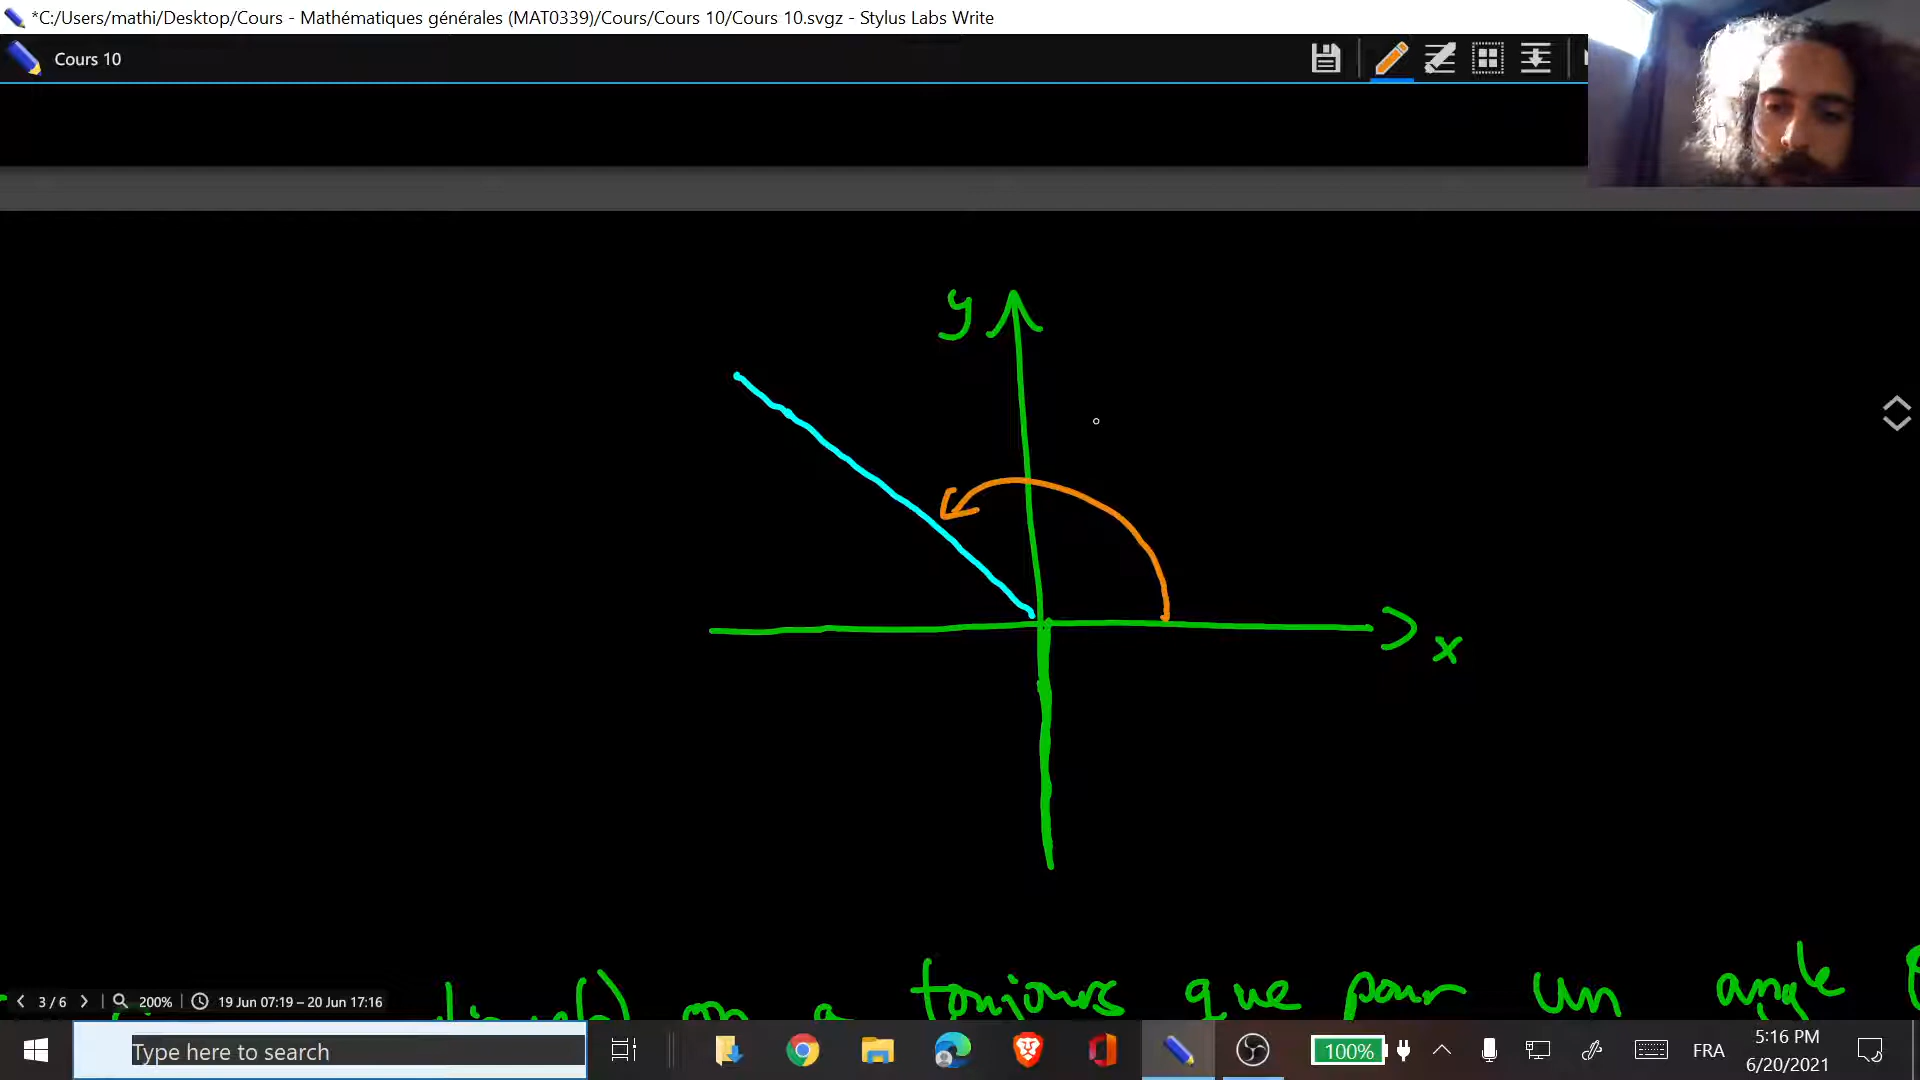 *C:/Users/mathi/Desktop/Cours - Mathématiques générales (MAT0339)/Cours/Cours 10/Cours 10.svgz - Stylus Labs Write
Cours 10
y
x
on a toujours que pour un angle
3 / 6
200%
19 Jun 07:19 – 20 Jun 17:16
Type here to search
100%
FRA
5:16 PM
6/20/2021